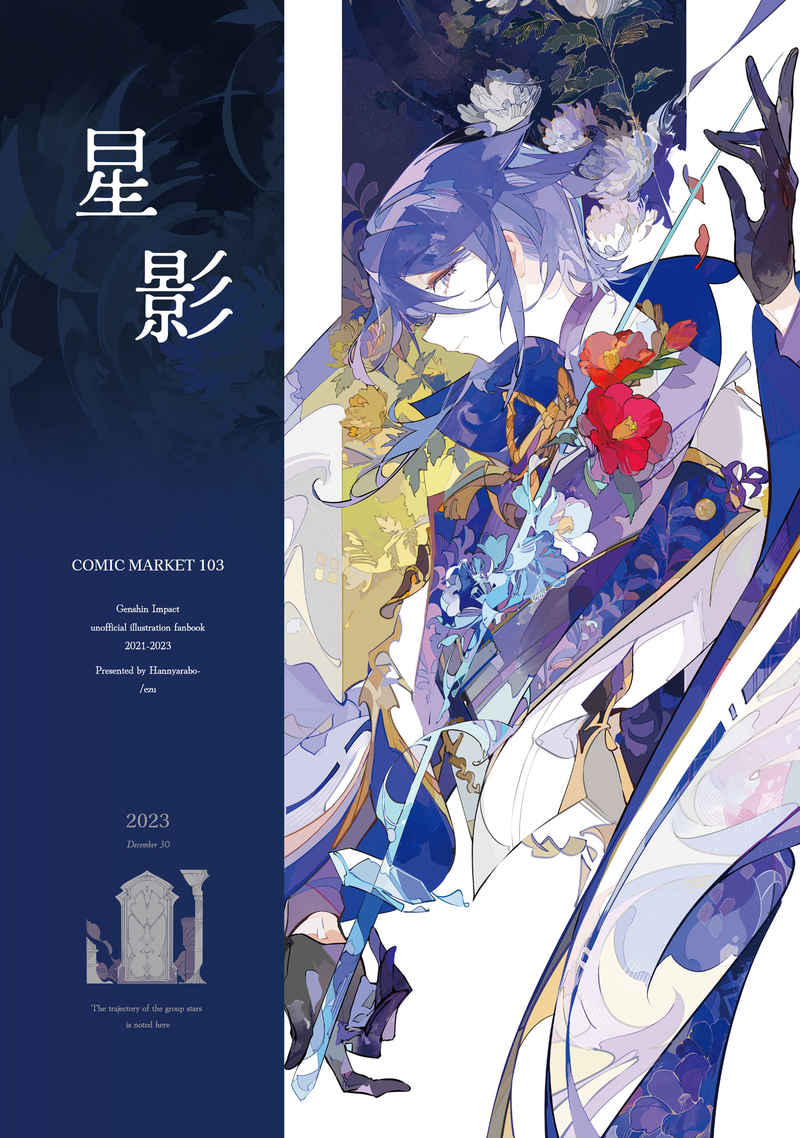 星
影
COMIC MARKET 103
Genshin Impact
unofficial illustration fanbook
2021-2023
Presented by Hannyarabo-
/ezu
2023
December 30
The trajectory of the group stars
is noted here